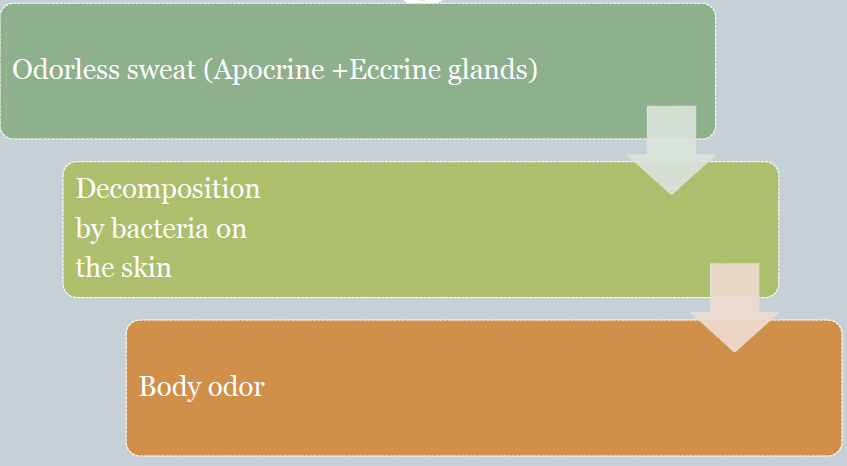 Odorless sweat (Apocrine +Eccrine glands)
Decomposition
by bacteria on
the skin
Body odor